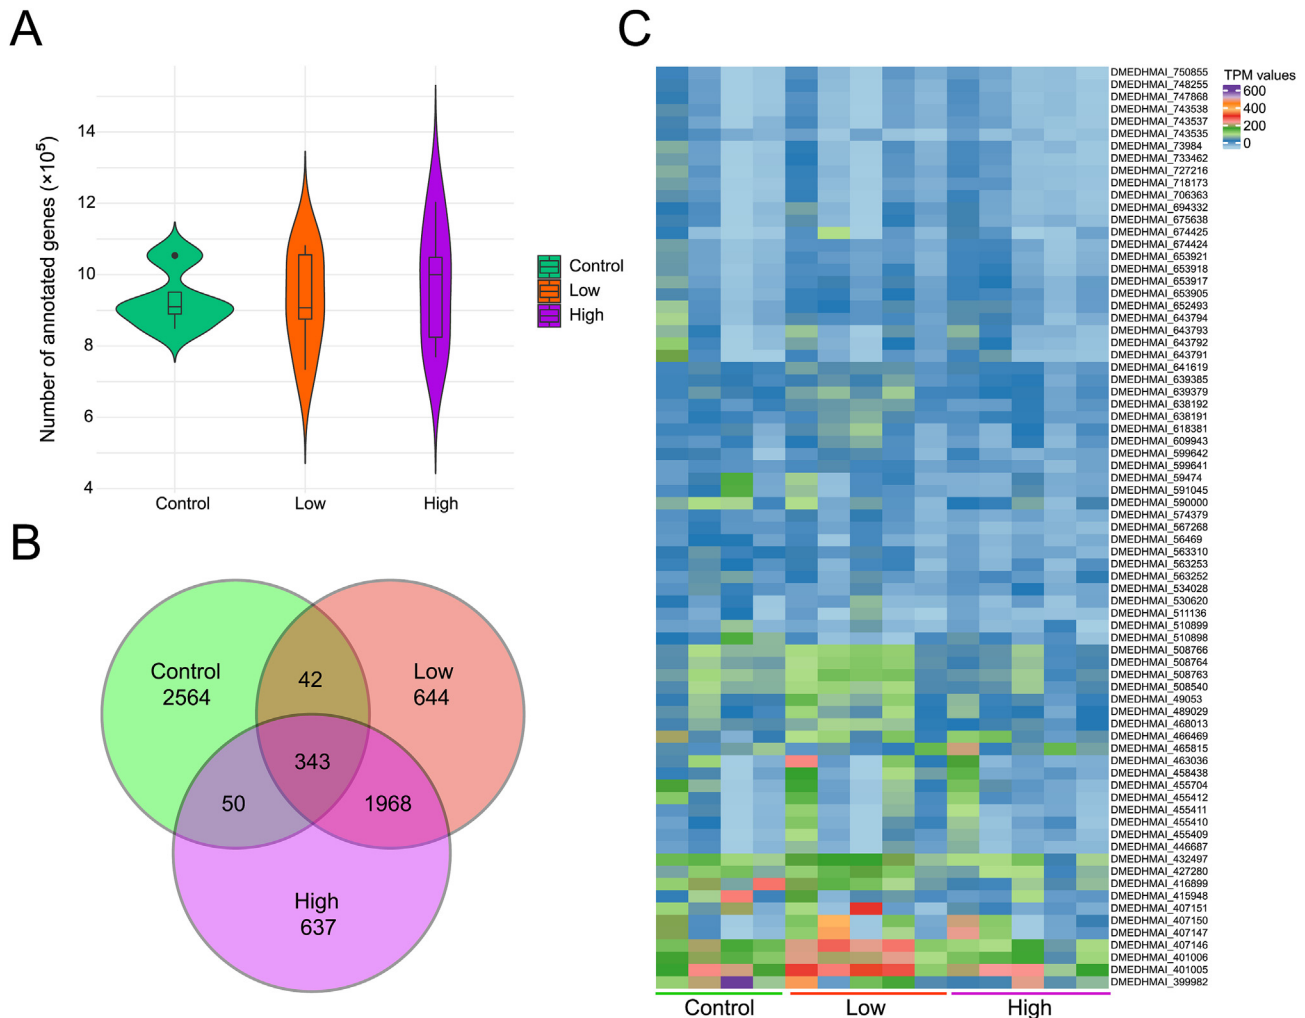 A
Number of annotated genes (×10⁵)
14
12
10
8
6
4
Control
Low
High
Control
Low
High
B
Control
2564
42
Low
644
343
50
1968
High
637
C
DMEDHMAI_750855
DMEDHMAI_748255
DMEDHMAI_747868
DMEDHMAI_743538
DMEDHMAI_743537
DMEDHMAI_743535
DMEDHMAI_73984
DMEDHMAI_733462
DMEDHMAI_727216
DMEDHMAI_718173
DMEDHMAI_706363
DMEDHMAI_694332
DMEDHMAI_675638
DMEDHMAI_674425
DMEDHMAI_674424
DMEDHMAI_653921
DMEDHMAI_653918
DMEDHMAI_653917
DMEDHMAI_653905
DMEDHMAI_652493
DMEDHMAI_643794
DMEDHMAI_643793
DMEDHMAI_643792
DMEDHMAI_643791
DMEDHMAI_641619
DMEDHMAI_639385
DMEDHMAI_639379
DMEDHMAI_638192
DMEDHMAI_638191
DMEDHMAI_618381
DMEDHMAI_609943
DMEDHMAI_599642
DMEDHMAI_599641
DMEDHMAI_59474
DMEDHMAI_591045
DMEDHMAI_590000
DMEDHMAI_574379
DMEDHMAI_567268
DMEDHMAI_56469
DMEDHMAI_563310
DMEDHMAI_563253
DMEDHMAI_563252
DMEDHMAI_534028
DMEDHMAI_530620
DMEDHMAI_511136
DMEDHMAI_510899
DMEDHMAI_510898
DMEDHMAI_508766
DMEDHMAI_508764
DMEDHMAI_508763
DMEDHMAI_508540
DMEDHMAI_49053
DMEDHMAI_489029
DMEDHMAI_468013
DMEDHMAI_466469
DMEDHMAI_465815
DMEDHMAI_463036
DMEDHMAI_458438
DMEDHMAI_455704
DMEDHMAI_455412
DMEDHMAI_455411
DMEDHMAI_455410
DMEDHMAI_455409
DMEDHMAI_446687
DMEDHMAI_432497
DMEDHMAI_427280
DMEDHMAI_416899
DMEDHMAI_415948
DMEDHMAI_407151
DMEDHMAI_407150
DMEDHMAI_407147
DMEDHMAI_407146
DMEDHMAI_401006
DMEDHMAI_401005
DMEDHMAI_399982
Control
Low
High
TPM values
600
400
200
0